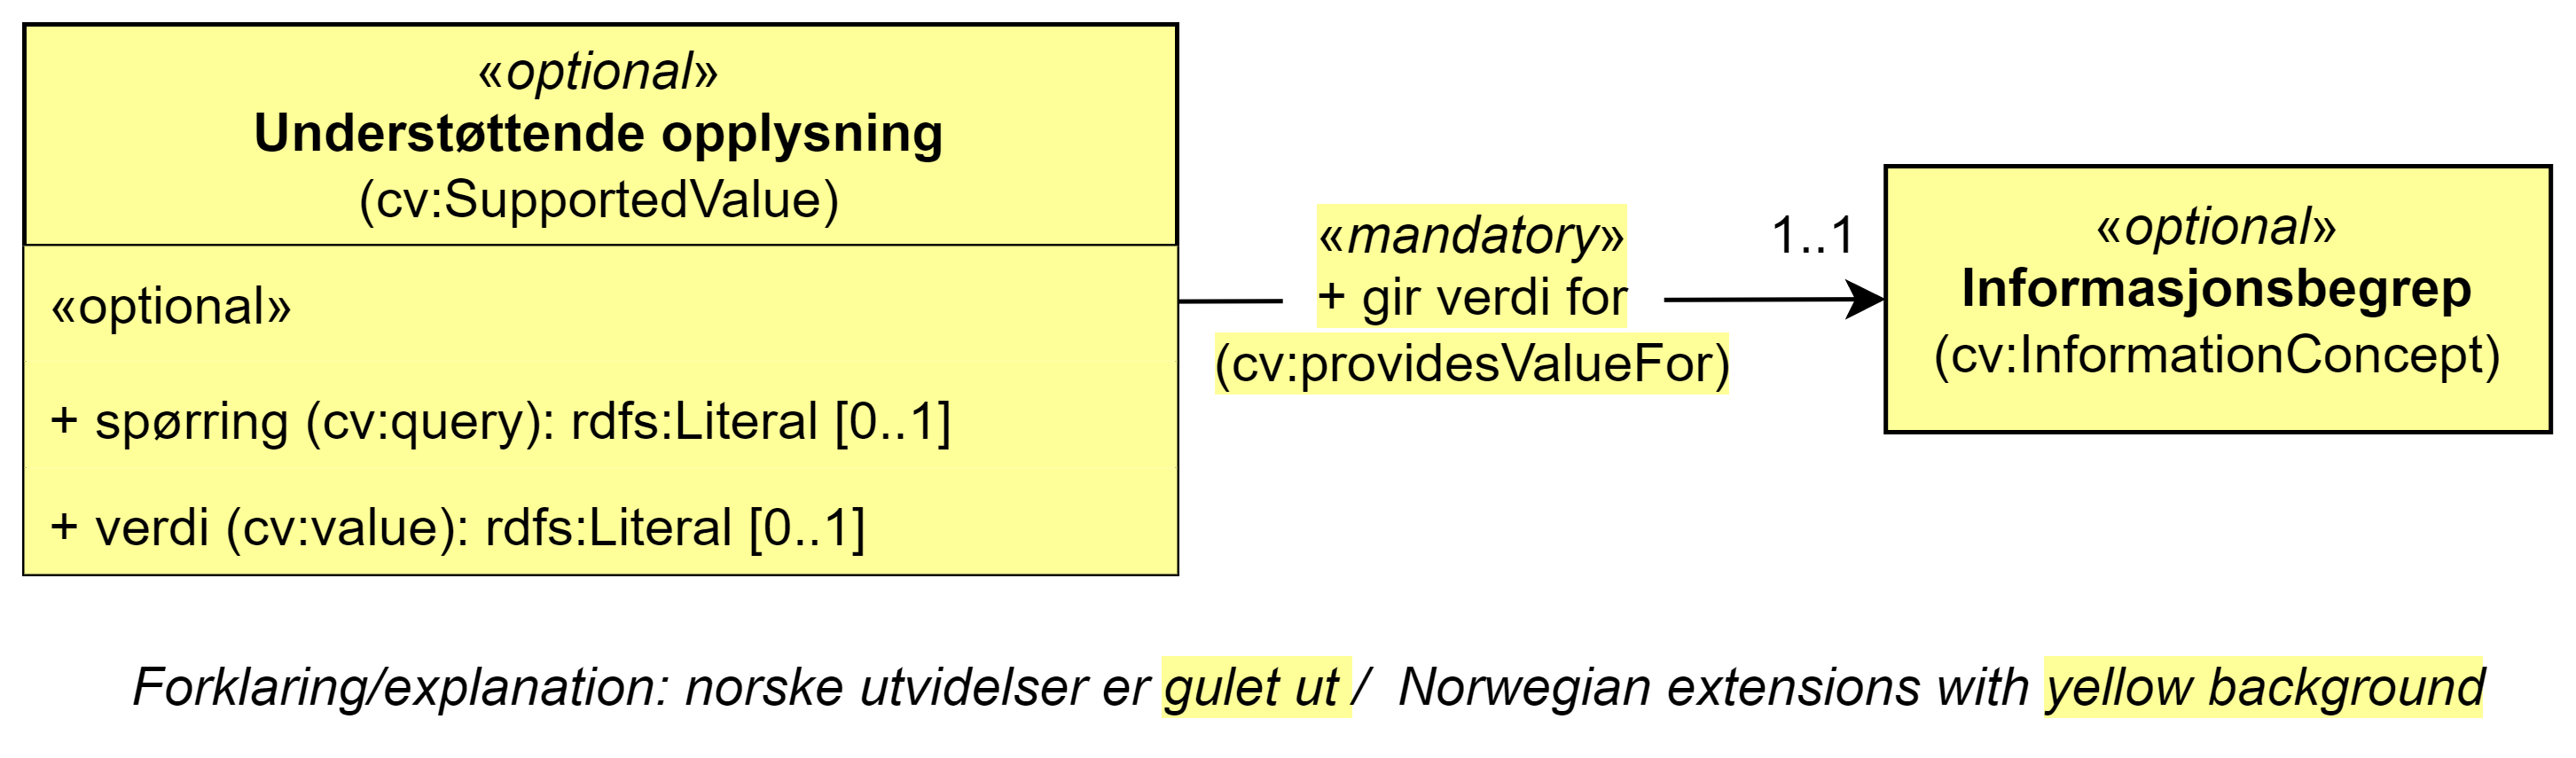 «optional»
Understøttende opplysning
(cv:SupportedValue)
«optional»
+ spørring (cv:query): rdfs:Literal [0..1]
+ verdi (cv:value): rdfs:Literal [0..1]
«mandatory»
+ gir verdi for
(cv:providesValueFor)
1..1
«optional»
Informasjonsbegrep
(cv:InformationConcept)
Forklaring/explanation: norske utvidelser er gulet ut / Norwegian extensions with yellow background